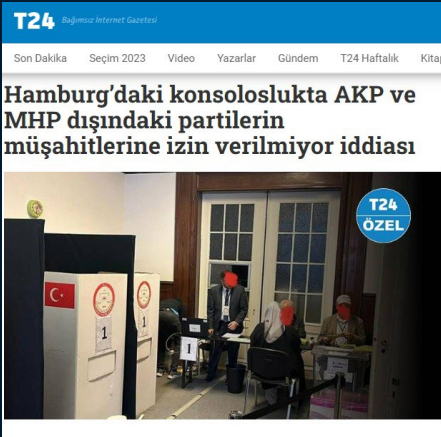 T24 Bağımsız İnternet Gazetesi
Son Dakika Seçim 2023 Video Yazarlar Gündem T24 Haftalık Kitap
Hamburg'daki konsoloslukta AKP ve
MHP dışındaki partilerin
müşahitlerine izin verilmiyor iddiası
T24
ÖZEL
1
1
1